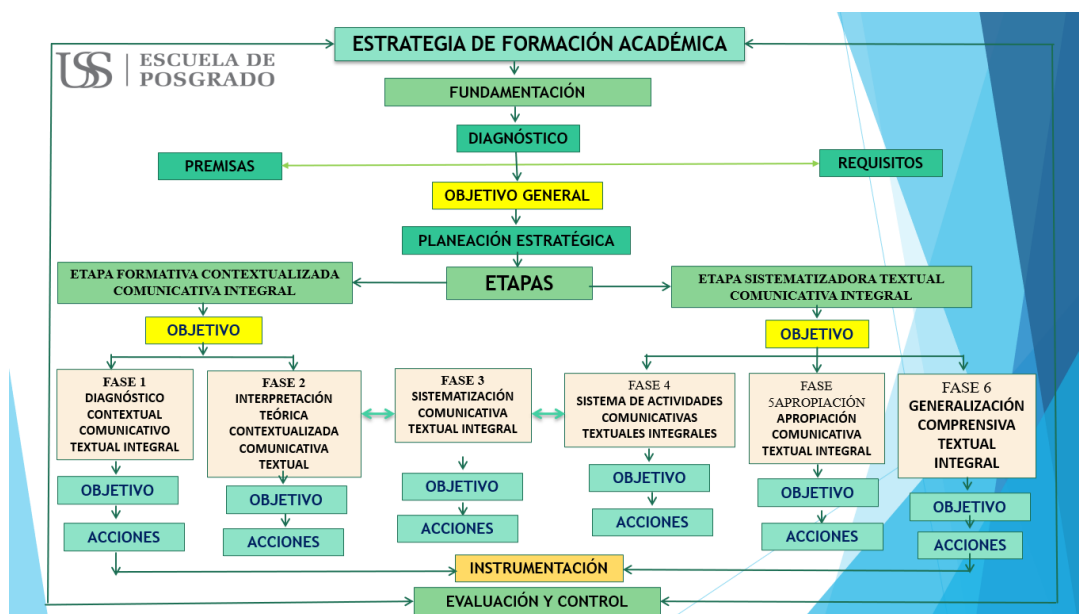 ESTRATEGIA DE FORMACIÓN ACADÉMICA
USS ESCUELA DE
POSGRADO
FUNDAMENTACIÓN
DIAGNÓSTICO
PREMISAS
REQUISITOS
OBJETIVO GENERAL
PLANEACIÓN ESTRATÉGICA
ETAPA FORMATIVA CONTEXTUALIZADA
COMUNICATIVA INTEGRAL
ETAPAS
ETAPA SISTEMATIZADORA TEXTUAL
COMUNICATIVA INTEGRAL
OBJETIVO
OBJETIVO
FASE 1
DIAGNÓSTICO
CONTEXTUAL
COMUNICATIVO
TEXTUAL INTEGRAL
FASE 2
INTERPRETACIÓN
TEÓRICA
CONTEXTUALIZADA
COMUNICATIVA
TEXTUAL
FASE 3
SISTEMATIZACIÓN
COMUNICATIVA
TEXTUAL INTEGRAL
FASE 4
SISTEMA DE ACTIVIDADES
COMUNICATIVAS
TEXTUALES INTEGRALES
FASE
5APROPIACIÓN
APROPIACIÓN
COMUNICATIVA
TEXTUAL INTEGRAL
FASE 6
GENERALIZACIÓN
COMPRENSIVA
TEXTUAL
INTEGRAL
OBJETIVO
OBJETIVO
OBJETIVO
OBJETIVO
OBJETIVO
OBJETIVO
ACCIONES
ACCIONES
ACCIONES
ACCIONES
ACCIONES
ACCIONES
INSTRUMENTACIÓN
EVALUACIÓN Y CONTROL